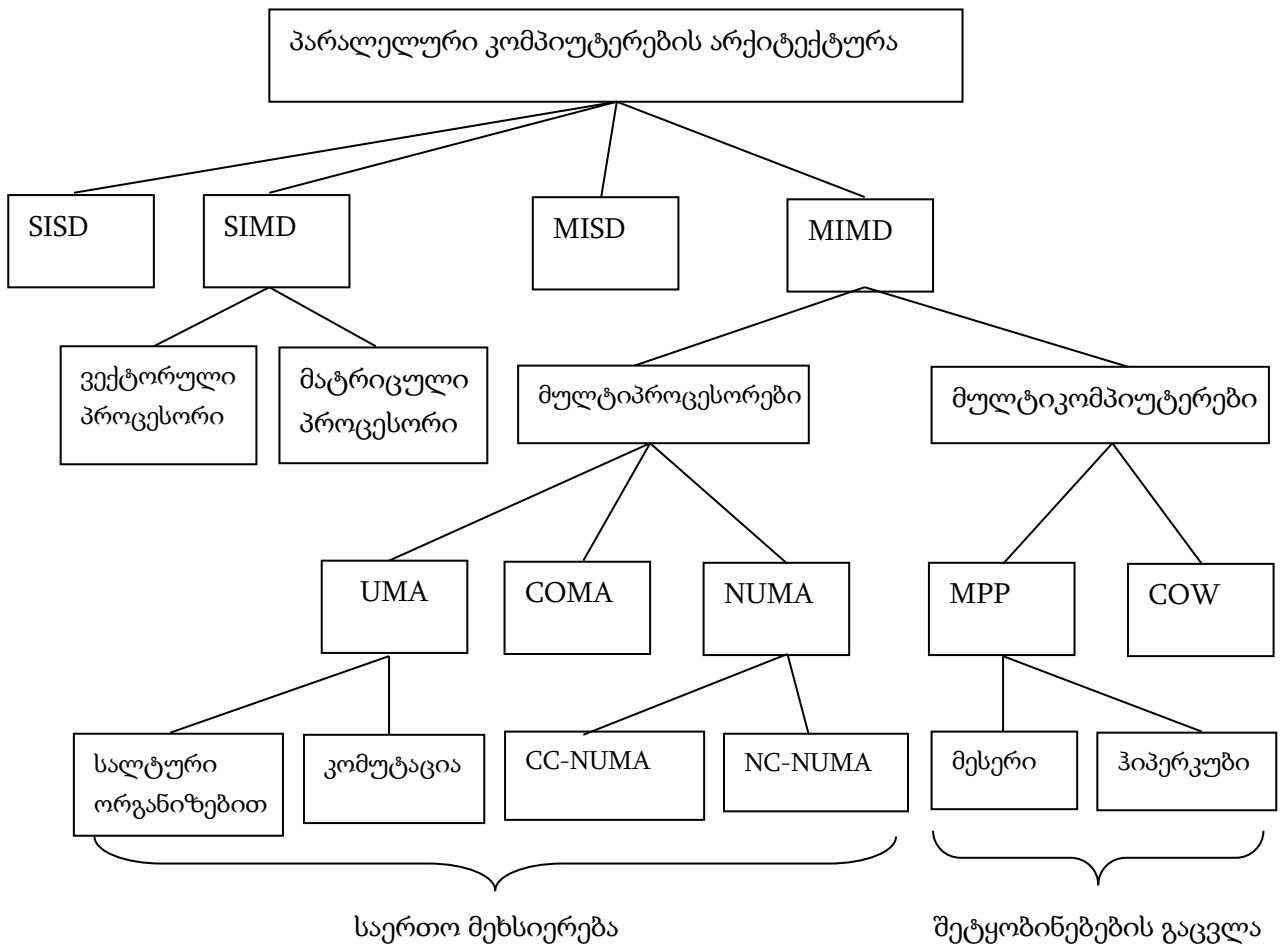 პარალელური კომპიუტერების არქიტექტურა
SISD
SIMD
MISD
MIMD
ვექტორული
პროცესორი
მატრიცული
პროცესორი
მულტიპროცესორები
მულტიკომპიუტერები
UMA
COMA
NUMA
MPP
COW
სალტური
ორგანიზებით
კომუტაცია
CC-NUMA
NC-NUMA
მესერი
ჰიპერკუბი
საერთო მეხსიერება
შეტყობინებების გაცვლა